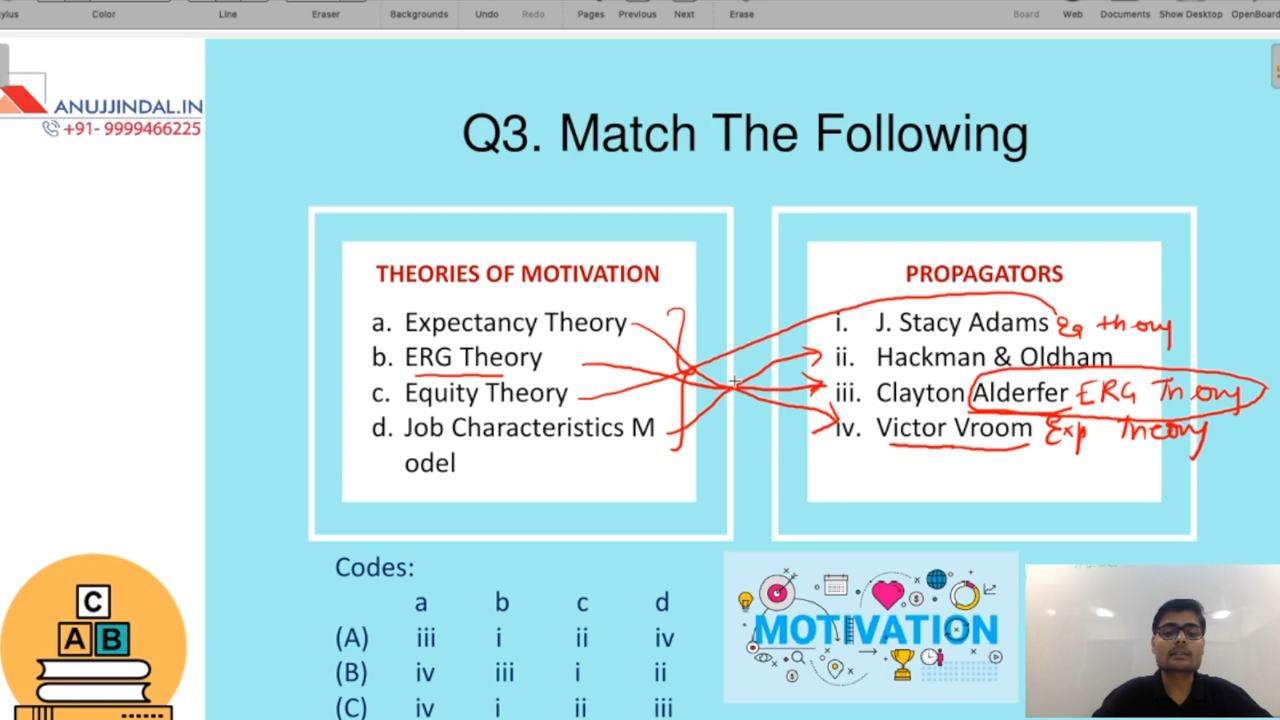 ylus
Color
Line
Eraser
Backgrounds
Undo
Redo
Pages
Previous
Next
Erase
Board
Web
Documents
Show Desktop
OpenBoard
ANUJJINDAL.IN
+91- 9999466225
Q3. Match The Following
THEORIES OF MOTIVATION
a. Expectancy Theory
b. ERG Theory
c. Equity Theory
d. Job Characteristics M
odel
PROPAGATORS
i. J. Stacy Adams Eq theory
ii. Hackman & Oldham
iii. Clayton Alderfer ERG Theory
iv. Victor Vroom Exp Theory
Codes:
a b c d
(A) iii i ii iv
(B) iv iii i ii
(C) iv i ii iii
MOTIVATION
C
A B